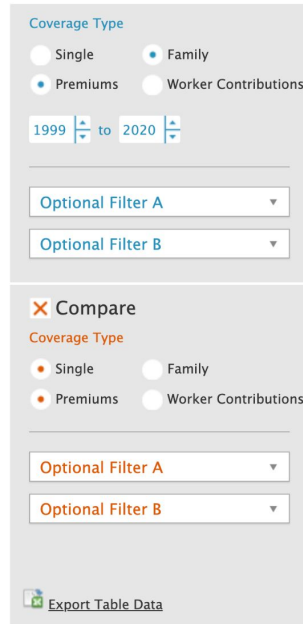 Coverage Type
Single Family
Premiums Worker Contributions
1999 to 2020
Optional Filter A
Optional Filter B
Compare
Coverage Type
Single Family
Premiums Worker Contributions
Optional Filter A
Optional Filter B
Export Table Data